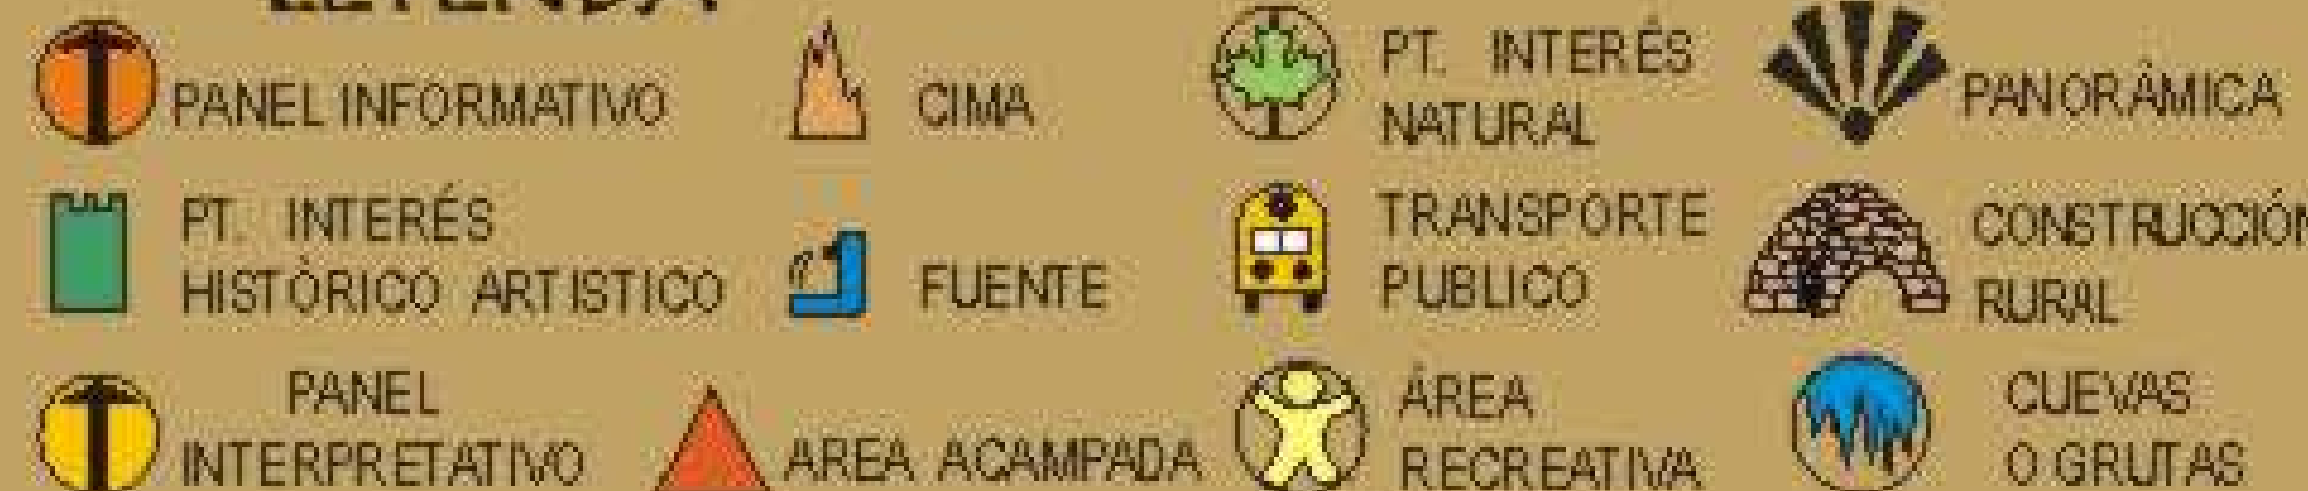 LEYENDA
PANEL INFORMATIVO
CIMA
PT. INTERÉS
NATURAL
PANORÁMICA
PT. INTERÉS
HISTÓRICO ARTISTICO
FUENTE
TRANSPORTE
PUBLICO
CONSTRUCCIÓN
RURAL
PANEL
INTERPRETATIVO
AREA ACAMPADA
ÁREA
RECREATIVA
CUEVAS
O GRUTAS